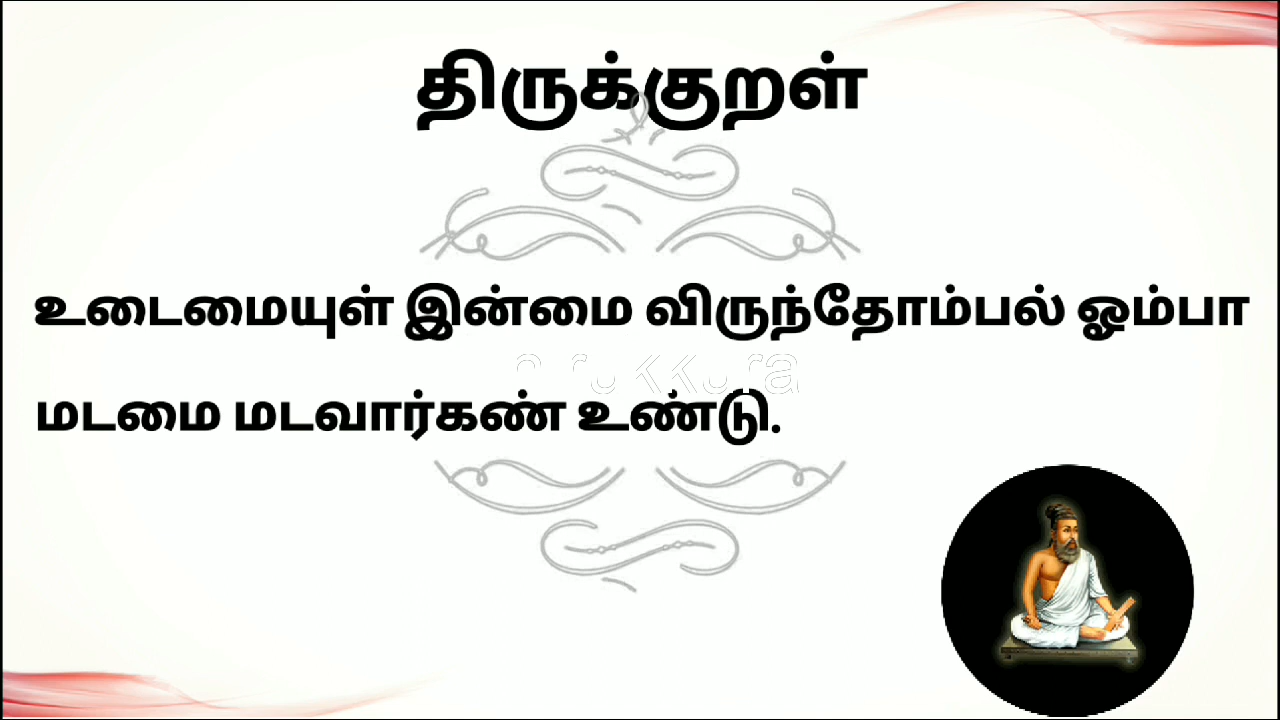 திருக்குறள்
உடைமையுள் இன்மை விருந்தோம்பல் ஓம்பா
மடமை மடவார்கண் உண்டு.